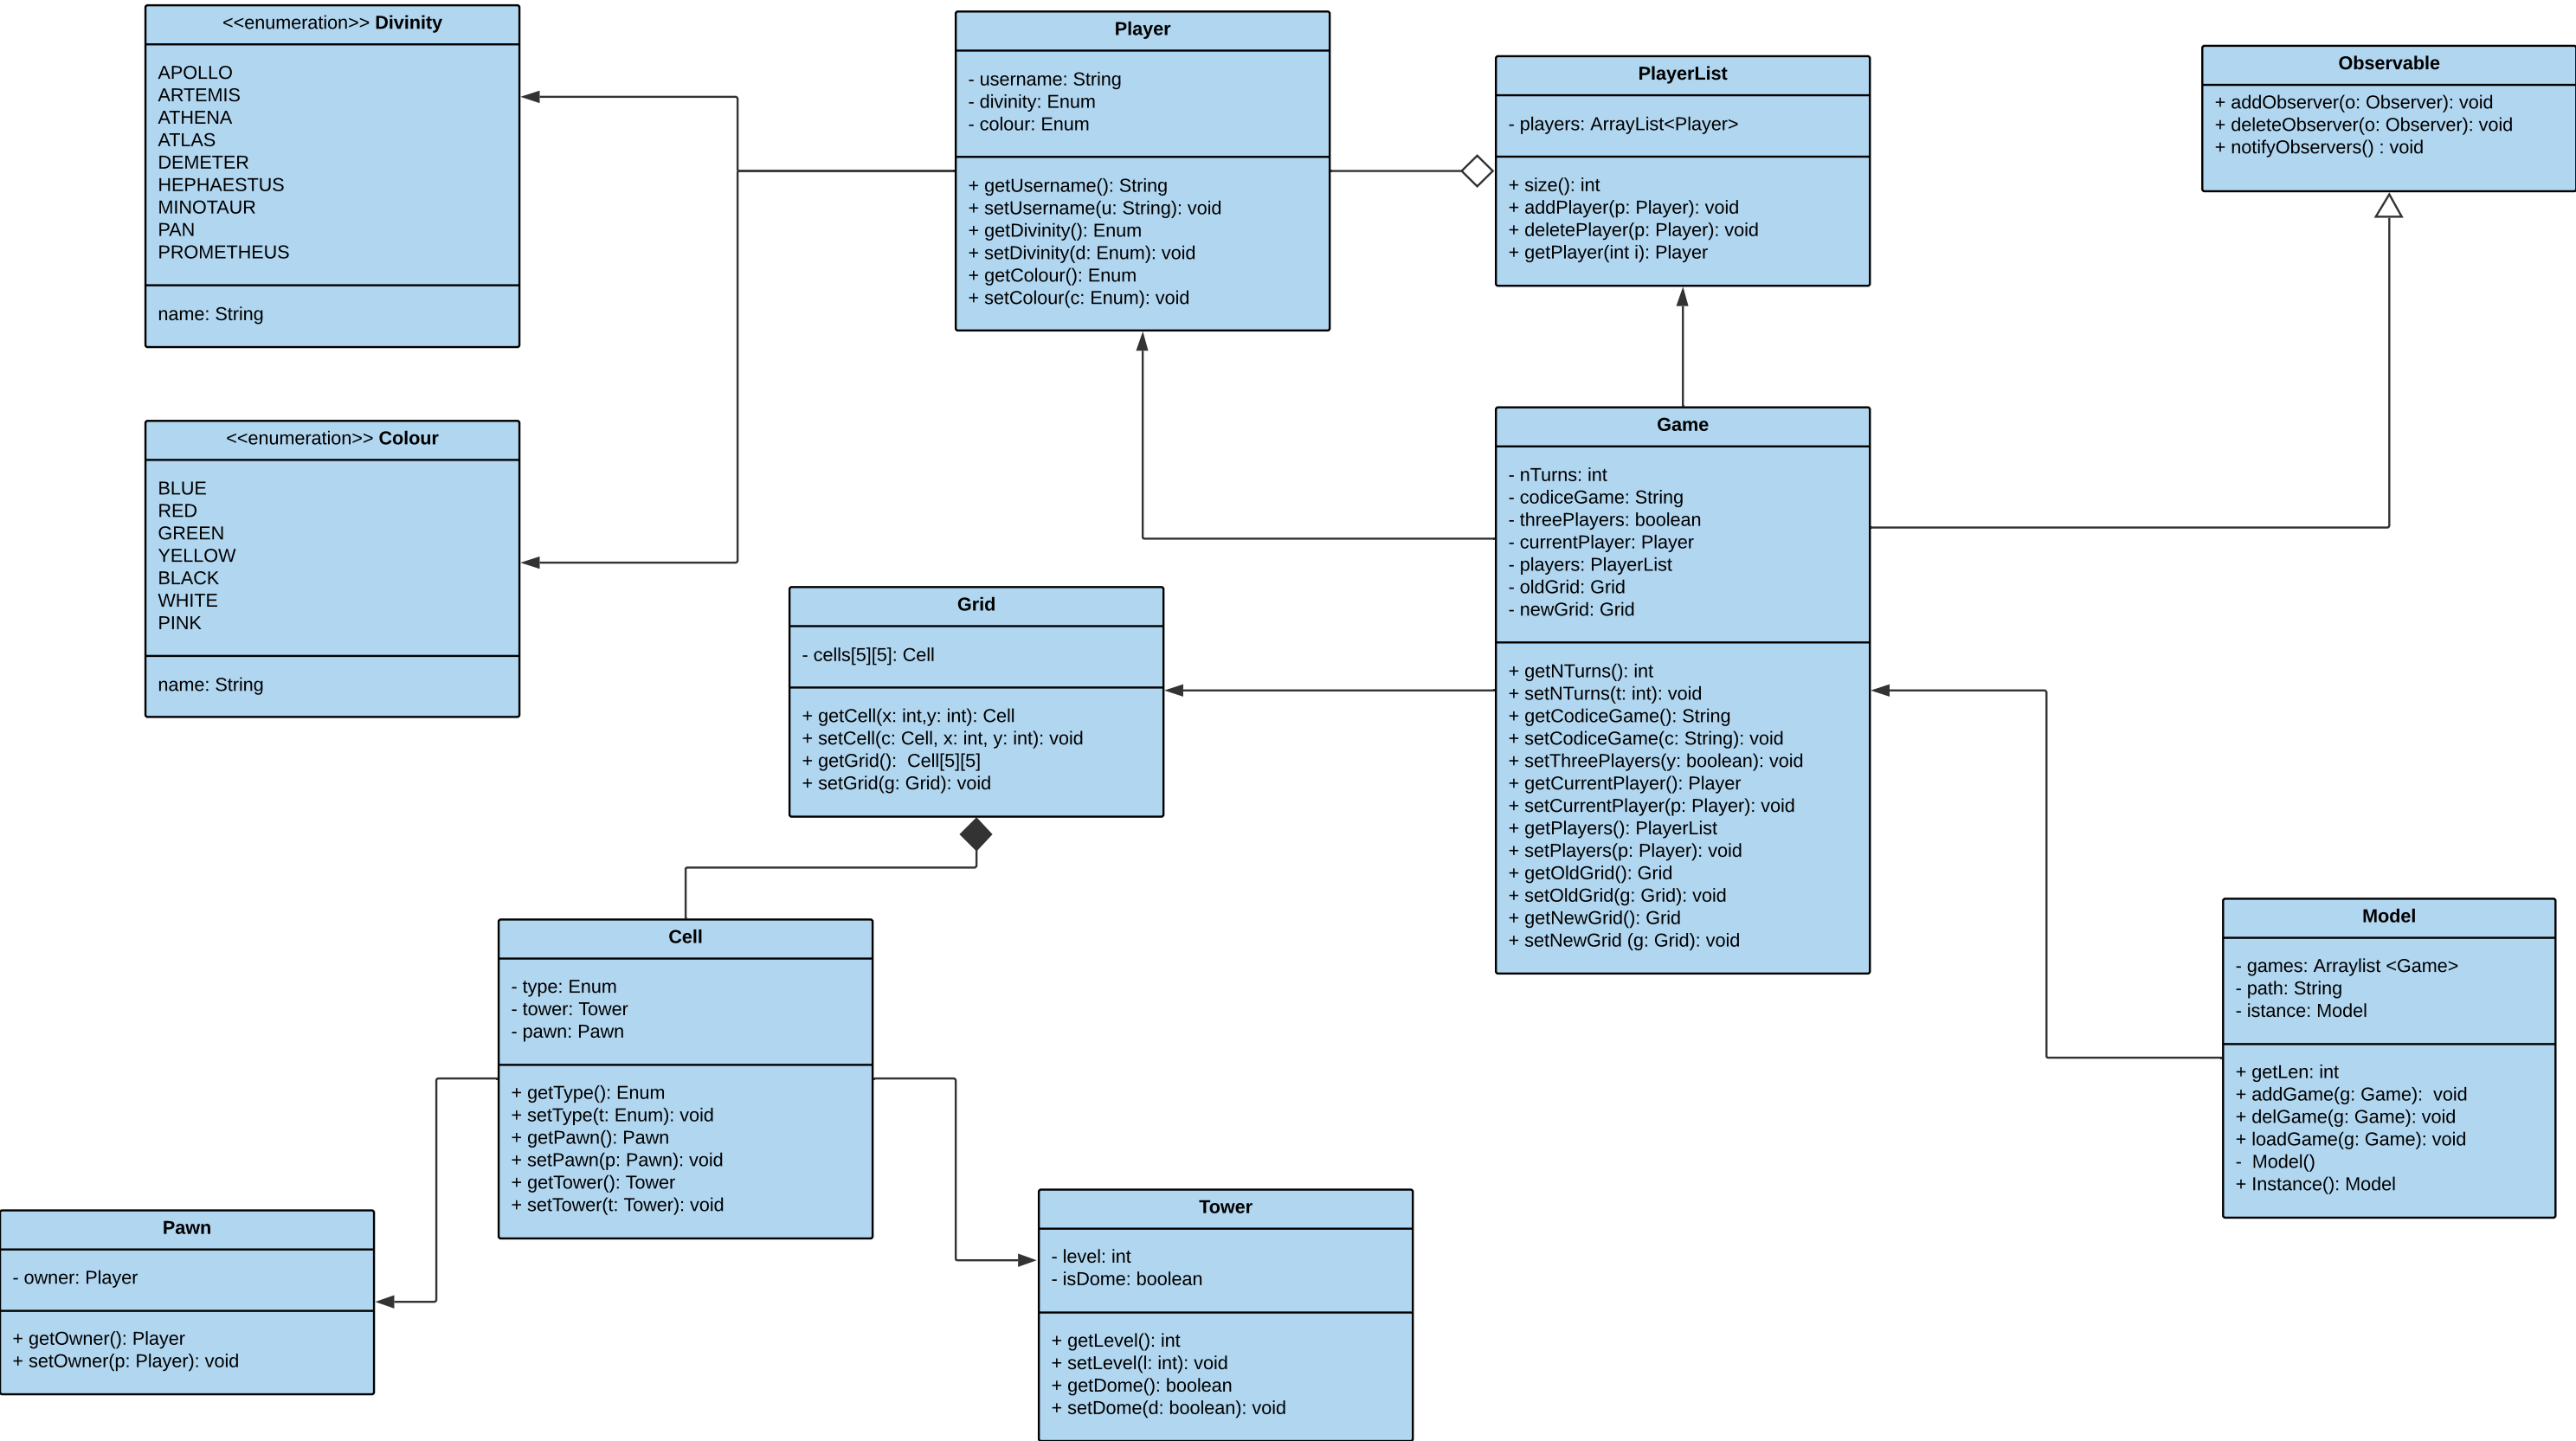 <<enumeration>> Divinity
APOLLO
ARTEMIS
ATHENA
ATLAS
DEMETER
HEPHAESTUS
MINOTAUR
PAN
PROMETHEUS
name: String
Player
- username: String
- divinity: Enum
- colour: Enum
+ getUsername(): String
+ setUsername(u: String): void
+ getDivinity(): Enum
+ setDivinity(d: Enum): void
+ getColour(): Enum
+ setColour(c: Enum): void
PlayerList
- players: ArrayList<Player>
+ size(): int
+ addPlayer(p: Player): void
+ deletePlayer(p: Player): void
+ getPlayer(int i): Player
Observable
+ addObserver(o: Observer): void
+ deleteObserver(o: Observer): void
+ notifyObservers() : void
<<enumeration>> Colour
BLUE
RED
GREEN
YELLOW
BLACK
WHITE
PINK
name: String
Game
- nTurns: int
- codiceGame: String
- threePlayers: boolean
- currentPlayer: Player
- players: PlayerList
- oldGrid: Grid
- newGrid: Grid
+ getNTurns(): int
+ setNTurns(t: int): void
+ getCodiceGame(): String
+ setCodiceGame(c: String): void
+ setThreePlayers(y: boolean): void
+ getCurrentPlayer(): Player
+ setCurrentPlayer(p: Player): void
+ getPlayers(): PlayerList
+ setPlayers(p: Player): void
+ getOldGrid(): Grid
+ setOldGrid(g: Grid): void
+ getNewGrid(): Grid
+ setNewGrid (g: Grid): void
Grid
- cells[5][5]: Cell
+ getCell(x: int,y: int): Cell
+ setCell(c: Cell, x: int, y: int): void
+ getGrid():  Cell[5][5]
+ setGrid(g: Grid): void
Cell
- type: Enum
- tower: Tower
- pawn: Pawn
+ getType(): Enum
+ setType(t: Enum): void
+ getPawn(): Pawn
+ setPawn(p: Pawn): void
+ getTower(): Tower
+ setTower(t: Tower): void
Model
- games: Arraylist <Game>
- path: String
- istance: Model
+ getLen: int
+ addGame(g: Game):  void
+ delGame(g: Game): void
+ loadGame(g: Game): void
-  Model()
+ Instance(): Model
Pawn
- owner: Player
+ getOwner(): Player
+ setOwner(p: Player): void
Tower
- level: int
- isDome: boolean
+ getLevel(): int
+ setLevel(l: int): void
+ getDome(): boolean
+ setDome(d: boolean): void